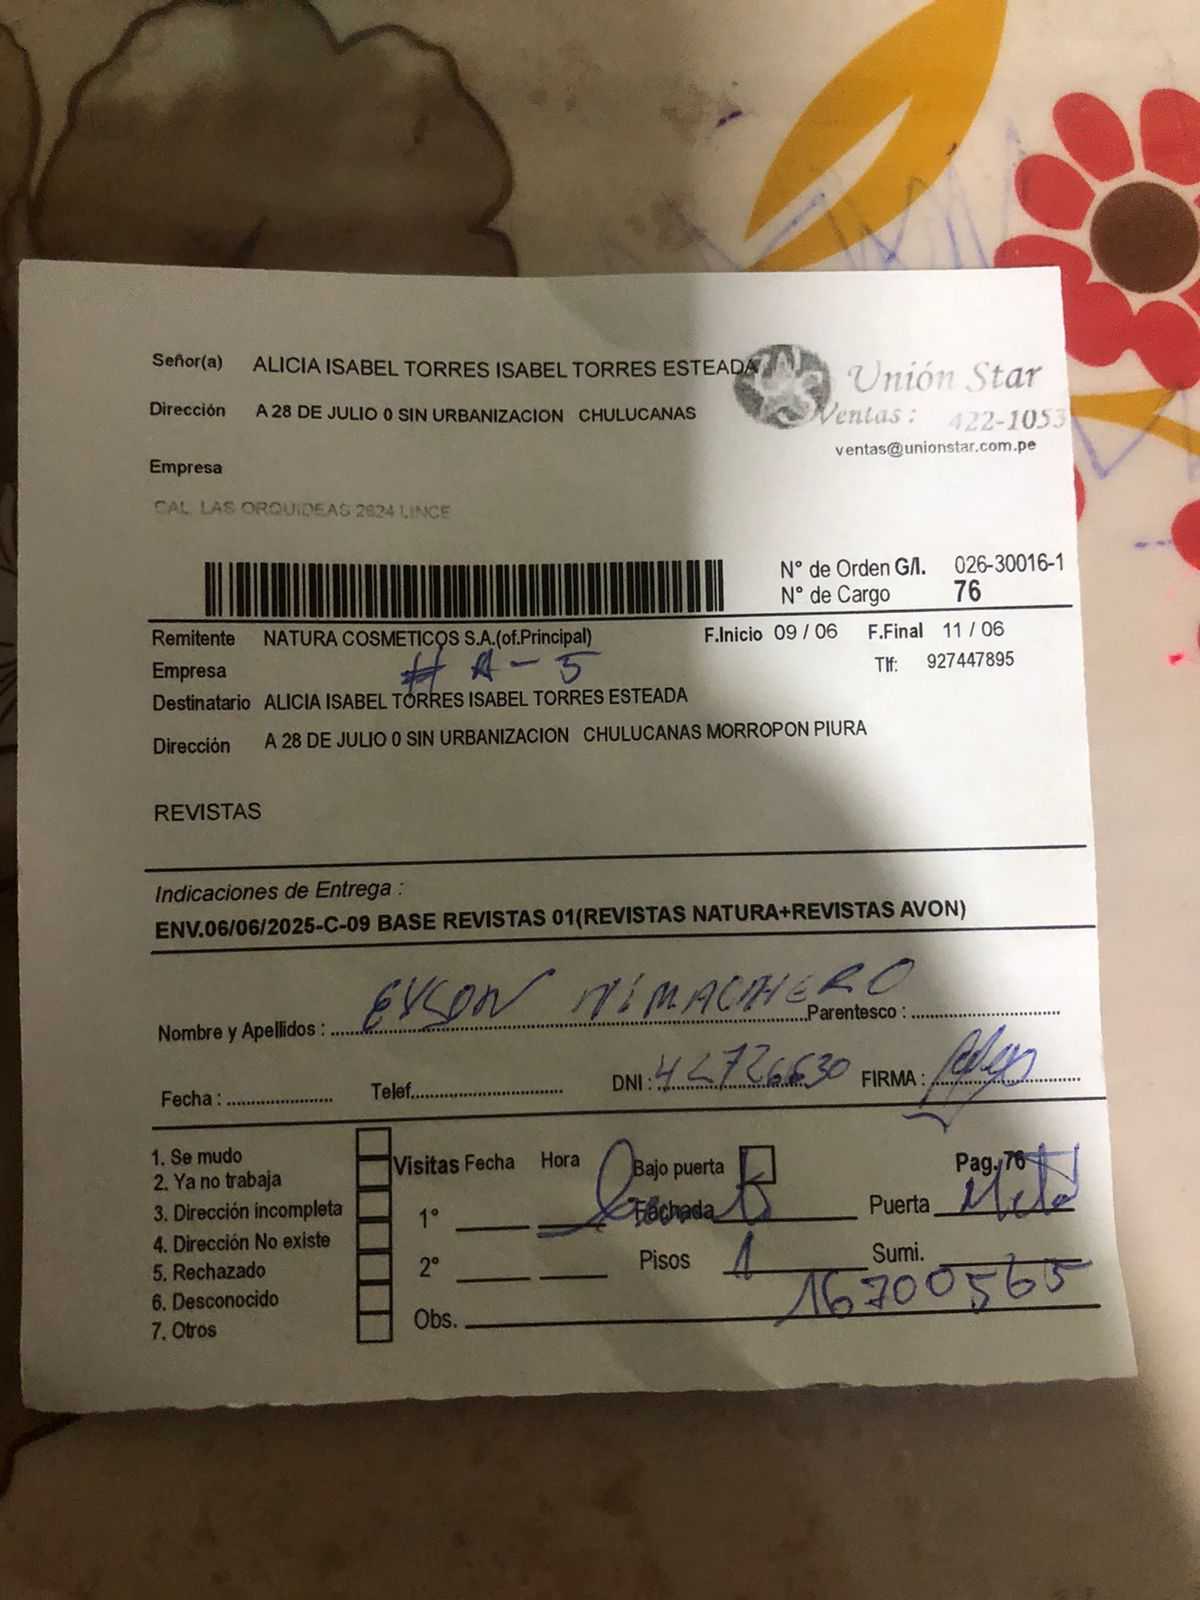 Señor(a) ALICIA ISABEL TORRES ISABEL TORRES ESTEADA
Unión Star
Dirección A 28 DE JULIO 0 SIN URBANIZACION CHULUCANAS
Ventas : 422-1053
ventas@unionstar.com.pe
Empresa
CAL. LAS ORQUIDEAS 2624 LINCE
N° de Orden G/I. 026-30016-1
N° de Cargo 76
Remitente NATURA COSMETICOS S.A.(of.Principal) F.Inicio 09 / 06 F.Final 11 / 06
Empresa # A - 5 Tlf: 927447895
Destinatario ALICIA ISABEL TORRES ISABEL TORRES ESTEADA
Dirección A 28 DE JULIO 0 SIN URBANIZACION CHULUCANAS MORROPON PIURA
REVISTAS
Indicaciones de Entrega :
ENV.06/06/2025-C-09 BASE REVISTAS 01(REVISTAS NATURA+REVISTAS AVON)
Nombre y Apellidos : Parentesco :
Fecha : Telef. DNI : 42726630 FIRMA :
1. Se mudo
2. Ya no trabaja
3. Dirección incompleta
4. Dirección No existe
5. Rechazado
6. Desconocido
7. Otros
Visitas Fecha Hora Bajo puerta Pag. 76
1° Fachada Puerta
2° Pisos 1 Sumi. 16700565
Obs.